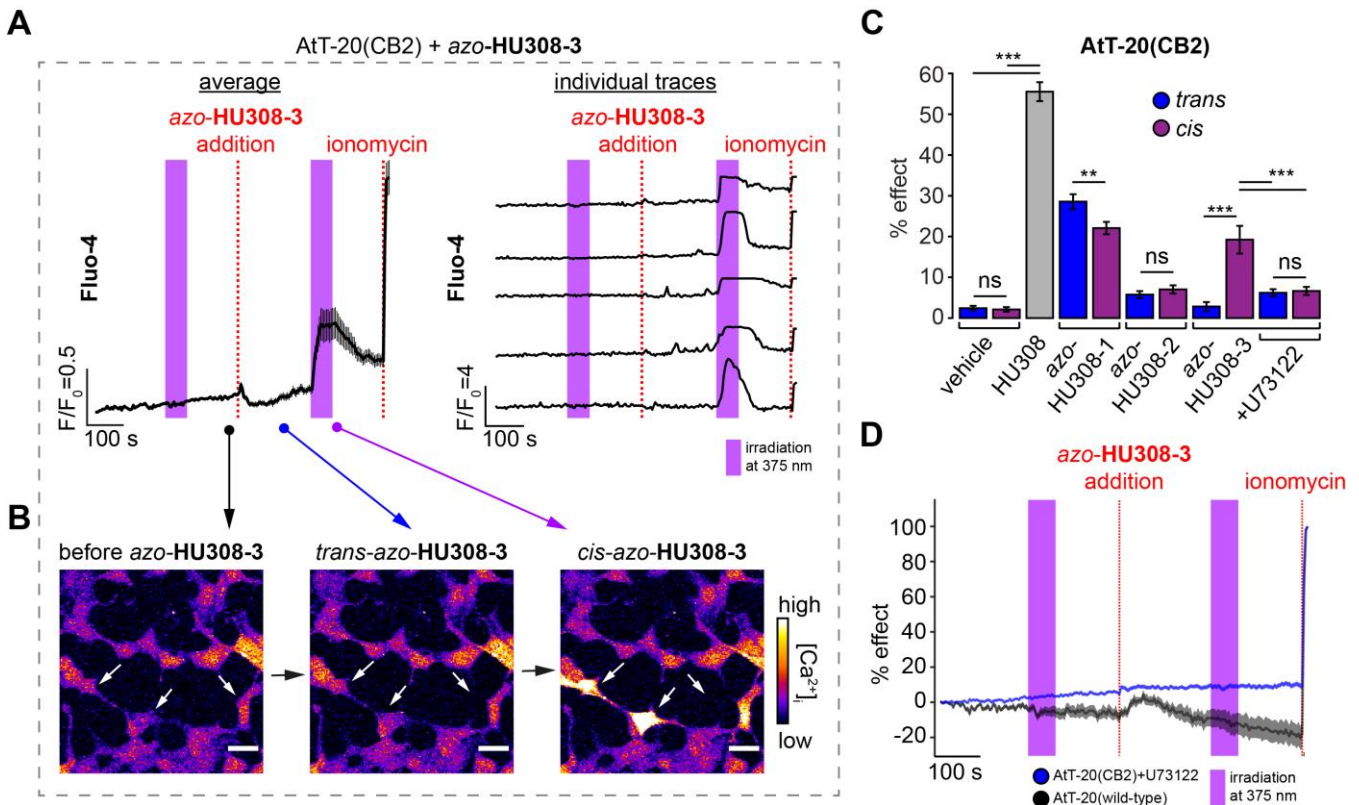 A
AtT-20(CB2) + azo-HU308-3
average
azo-HU308-3
addition
ionomycin
Fluo-4
F/F0=0.5
100 s
individual traces
azo-HU308-3
addition
ionomycin
Fluo-4
F/F0=4
100 s
irradiation
at 375 nm
B
before azo-HU308-3
trans-azo-HU308-3
cis-azo-HU308-3
high
[Ca2+]i
low
C
AtT-20(CB2)
% effect
60
50
40
30
20
10
0
trans
cis
ns
***
**
ns
***
***
ns
vehicle
HU308
azo-
HU308-1
azo-
HU308-2
azo-
HU308-3
+U73122
D
azo-HU308-3
addition
ionomycin
% effect
100
80
60
40
20
0
-20
100 s
AtT-20(CB2)+U73122
AtT-20(wild-type)
irradiation
at 375 nm